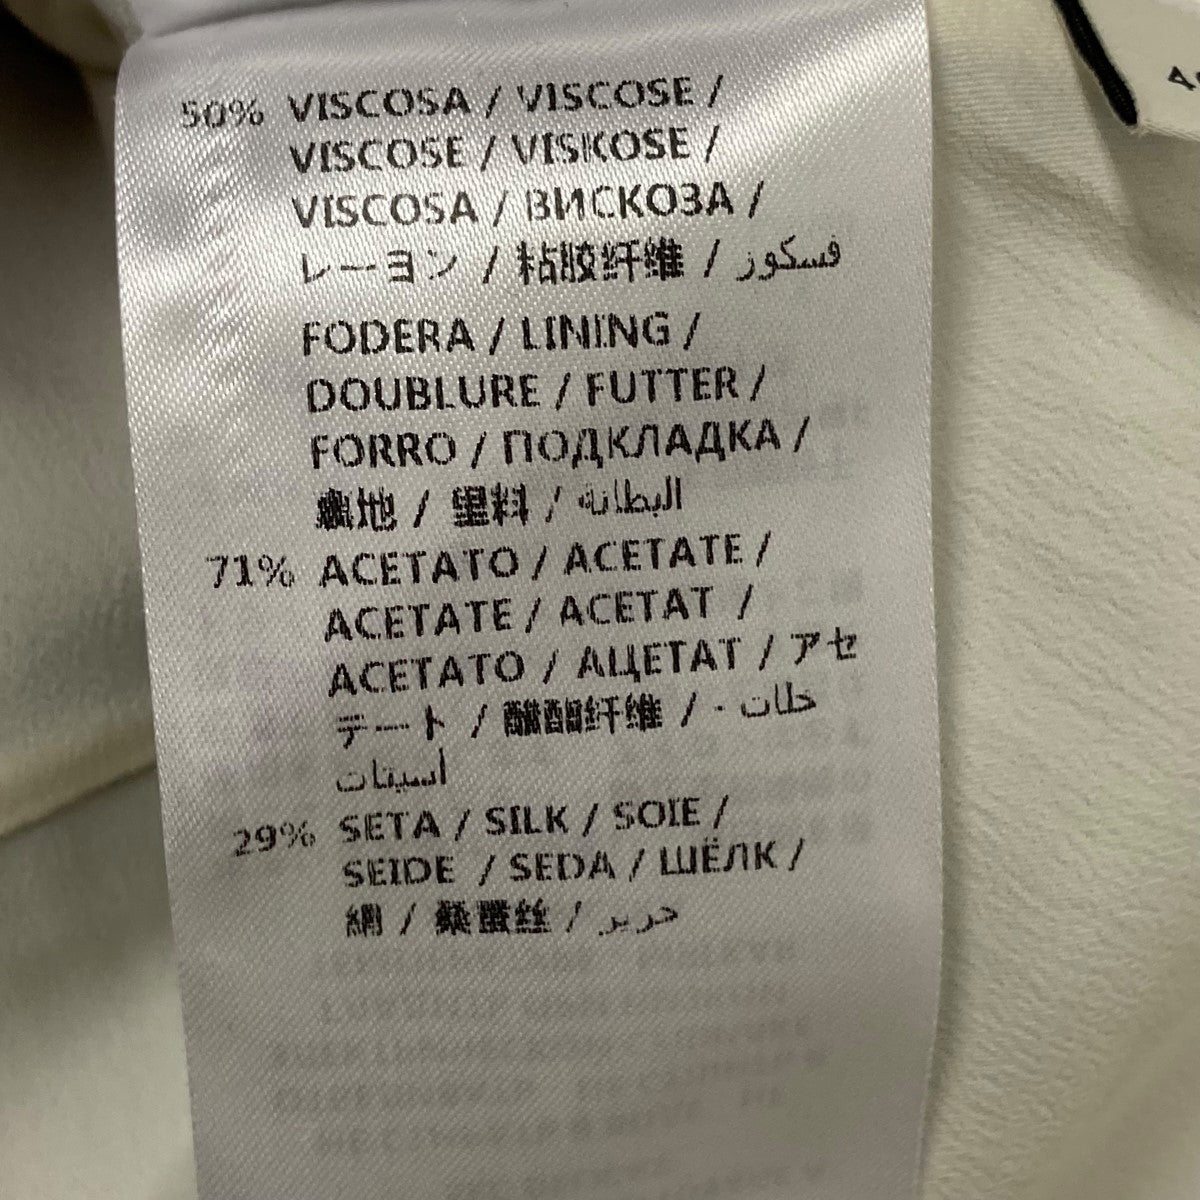 50% VISCOSA / VISCOSE /
VISCOSE / VISKOSE /
VISCOSA / ВИСКОЗА /
レーヨン / 粘胶纤维 / فسكوز
FODERA / LINING /
DOUBLURE / FUTTER /
FORRO / ПОДКЛАДКА /
裏地 / 里料 / البطانة
71% ACETATO / ACETATE /
ACETATE / ACETAT /
ACETATO / АЦЕТАТ / アセ
テート / 醋酯纤维 / خلات -
أسيتات
29% SETA / SILK / SOIE /
SEIDE / SEDA / ШЁЛК /
絹 / 桑蚕丝 / حرير